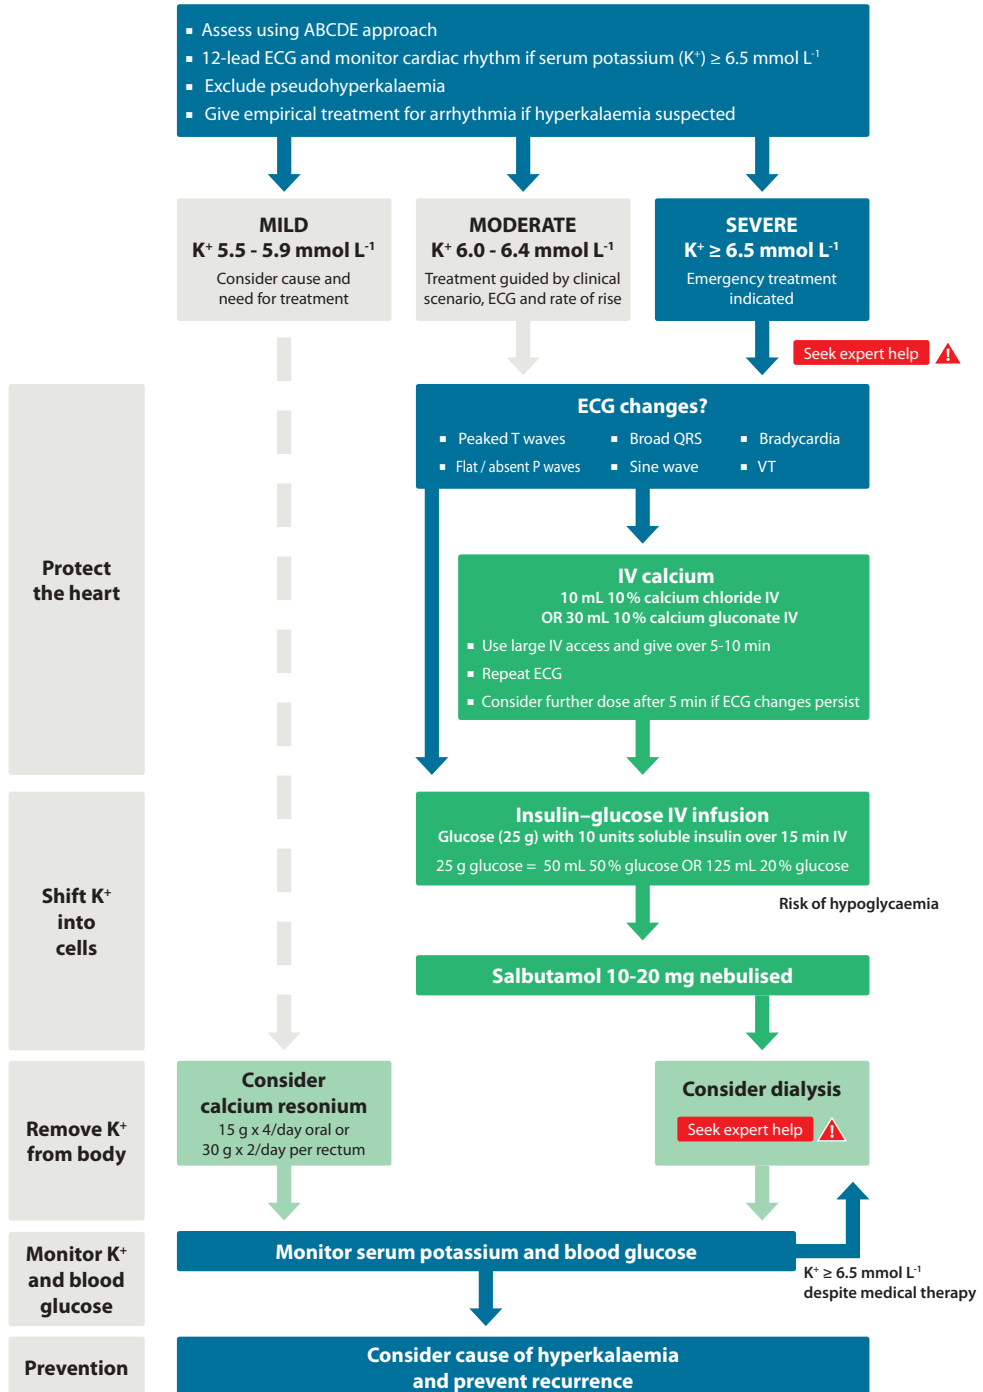 ▪ Assess using ABCDE approach
▪ 12-lead ECG and monitor cardiac rhythm if serum potassium (K⁺) ≥ 6.5 mmol L⁻¹
▪ Exclude pseudohyperkalaemia
▪ Give empirical treatment for arrhythmia if hyperkalaemia suspected
MILD
K⁺ 5.5 - 5.9 mmol L⁻¹
Consider cause and
need for treatment
MODERATE
K⁺ 6.0 - 6.4 mmol L⁻¹
Treatment guided by clinical
scenario, ECG and rate of rise
SEVERE
K⁺ ≥ 6.5 mmol L⁻¹
Emergency treatment
indicated
Seek expert help
Protect
the heart
ECG changes?
▪ Peaked T waves
▪ Broad QRS
▪ Bradycardia
▪ Flat / absent P waves
▪ Sine wave
▪ VT
IV calcium
10 mL 10 % calcium chloride IV
OR 30 mL 10 % calcium gluconate IV
▪ Use large IV access and give over 5-10 min
▪ Repeat ECG
▪ Consider further dose after 5 min if ECG changes persist
Shift K⁺
into
cells
Insulin–glucose IV infusion
Glucose (25 g) with 10 units soluble insulin over 15 min IV
25 g glucose = 50 mL 50 % glucose OR 125 mL 20 % glucose
Risk of hypoglycaemia
Salbutamol 10-20 mg nebulised
Remove K⁺
from body
Consider
calcium resonium
15 g x 4/day oral or
30 g x 2/day per rectum
Consider dialysis
Seek expert help
Monitor K⁺
and blood
glucose
Monitor serum potassium and blood glucose
K⁺ ≥ 6.5 mmol L⁻¹
despite medical therapy
Prevention
Consider cause of hyperkalaemia
and prevent recurrence